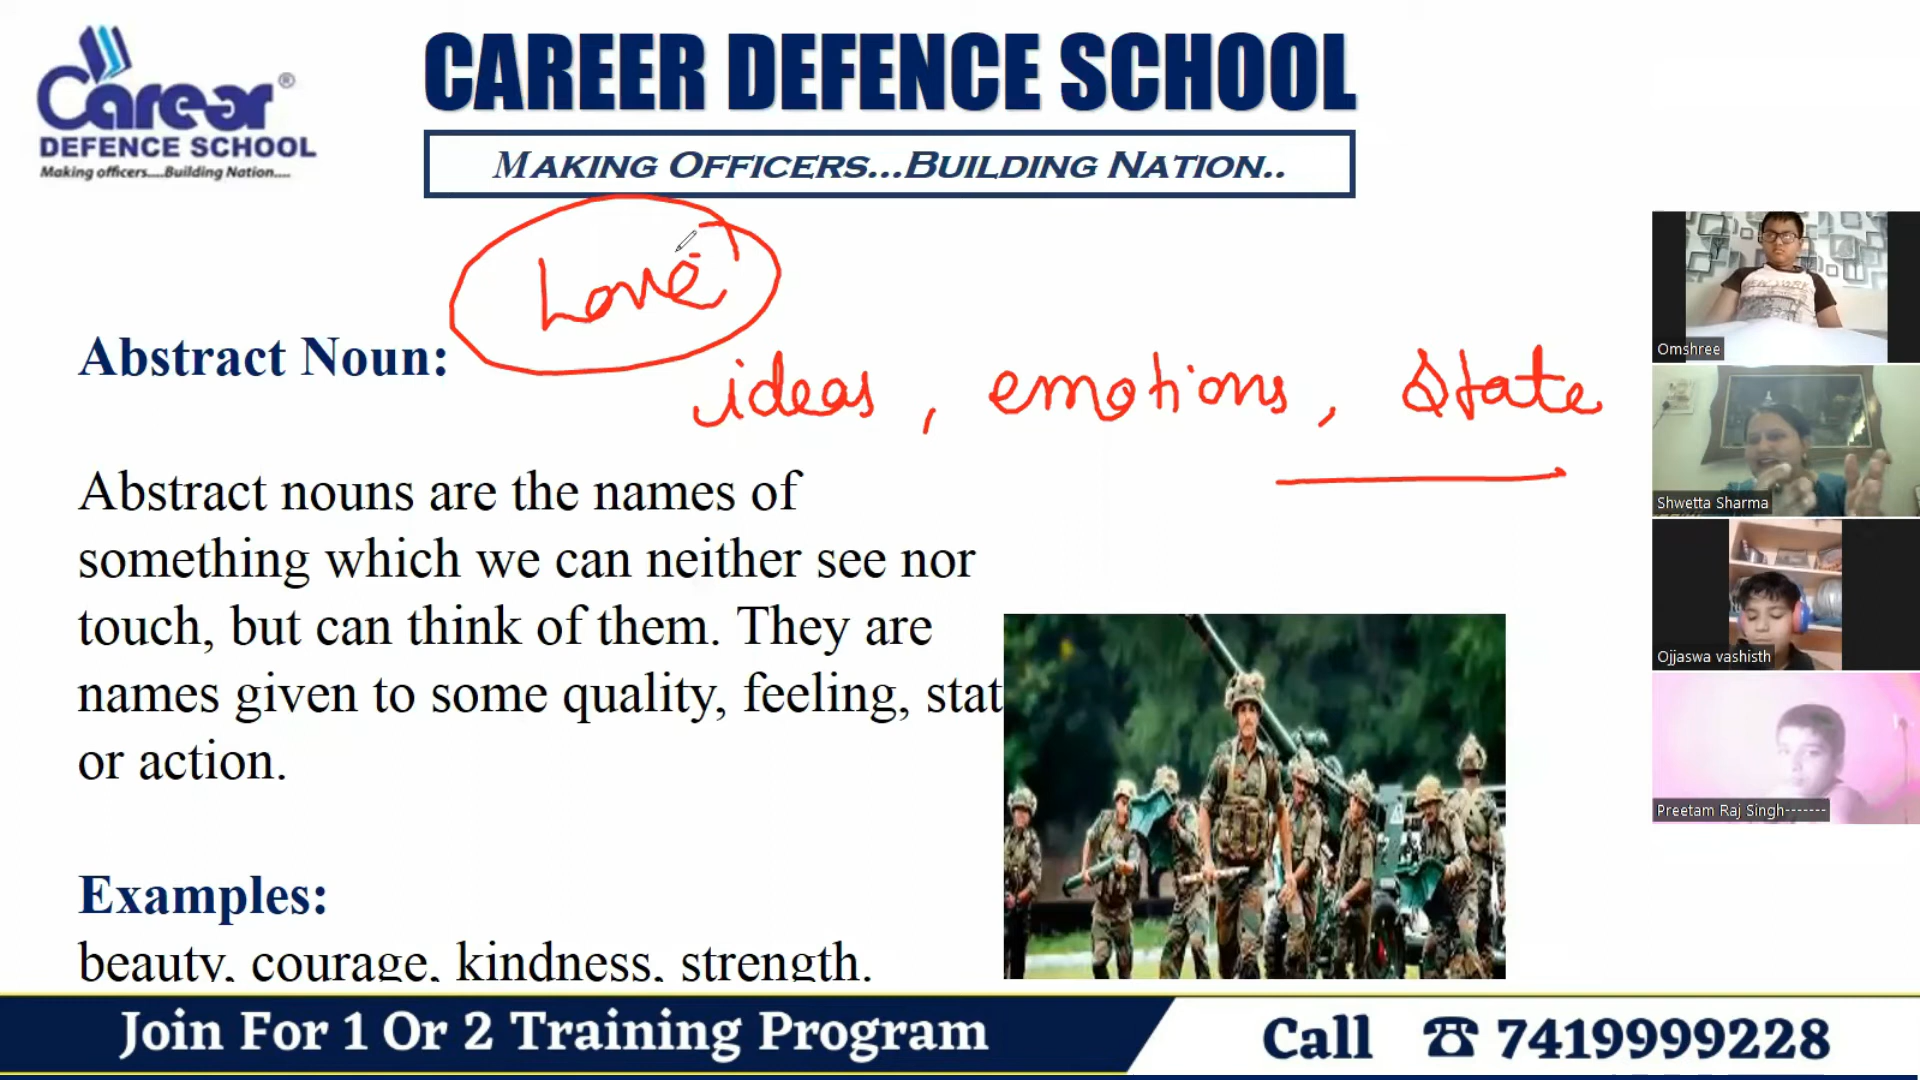 Carear®
DEFENCE SCHOOL
Making officers....Building Nation....
CAREER DEFENCE SCHOOL
MAKING OFFICERS...BUILDING NATION..
Love
Abstract Noun:
ideas, emotions, State
Abstract nouns are the names of
something which we can neither see nor
touch, but can think of them. They are
names given to some quality, feeling, stat
or action.
Examples:
beauty, courage, kindness, strength.
Omshree
Shwetta Sharma
Ojjaswa vashisth
Preetam Raj Singh-------
Join For 1 Or 2 Training Program
Call ☎ 7419999228